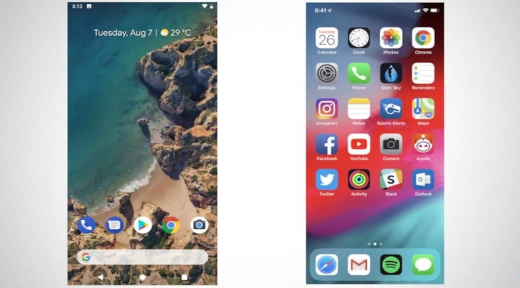 3:12
Tuesday, Aug 7 | 29 °C
6:41
Tuesday
26
Calendar
Clock
Photos
Chrome
Settings
Phone
Dark Sky
Reminders
Instagram
Notes
Sports Alerts
Maps
Facebook
YouTube
Camera
Apollo
Twitter
Activity
Slack
Outlook